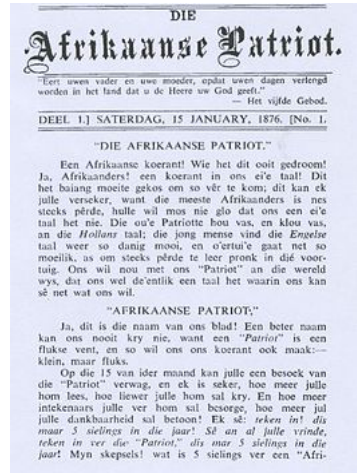 DIE
Afrikaanse Patriot.
"Eert uwen vader en uwe moeder, opdat uwen dagen verlengd
worden in het land dat u de Heere uw God geeft."
— Het vijfde Gebod.
DEEL 1.] SATERDAG, 15 JANUARY, 1876. [No. 1.
"DIE AFRIKAANSE PATRIOT."
Een Afrikaanse koerant! Wie het dit ooit gedroom!
Ja, Afrikaanders! een koerant in ons ei'e taal! Dit
het baiang moeite gekos om so vêr te kom; dit kan ek
julle verseker, want die meeste Afrikaanders is nes
steeks pêrde, hulle wil mos nie glo dat ons een ei'e
taal het nie. Die ou'e Patriotte hou vas, en klou vas,
an die Hollans taal; die jong mense vind die Engelse
taal weer so danig mooi, en o'ertui'e gaat net so
moeilik, as om steeks pêrde te leer pronk in dié voor-
tuig. Ons wil nou met ons "Patriot" an die wereld
wys, dat ons wel de'entlik een taal het waarin ons kan
sê net wat ons wil.
"AFRIKAANSE PATRIOT;"
Ja, dit is die naam van ons blad! Een beter naam
kan ons nooit kry nie, want een "Patriot" is een
flukse vent, en so wil ons ons koerant ook maak:—
klein, maar fluks.
Op die 15 van ider maand kan julle een besoek van
die "Patriot" verwag, en ek is seker, hoe meer julle
hom lees, hoe liewer julle hom sal kry. En hoe meer
intekenaars julle ver hom sal besorge, hoe meer jul
julle dankbaarheid sal betoon! Ek sê: teken in! dis
maar 5 sielings in die jaar! Sê an al julle vrinde,
teken in ver die "Patriot," dis mar 5 sielings in die
jaar! Myn skepsels! wat is 5 sielings ver een "Afri-